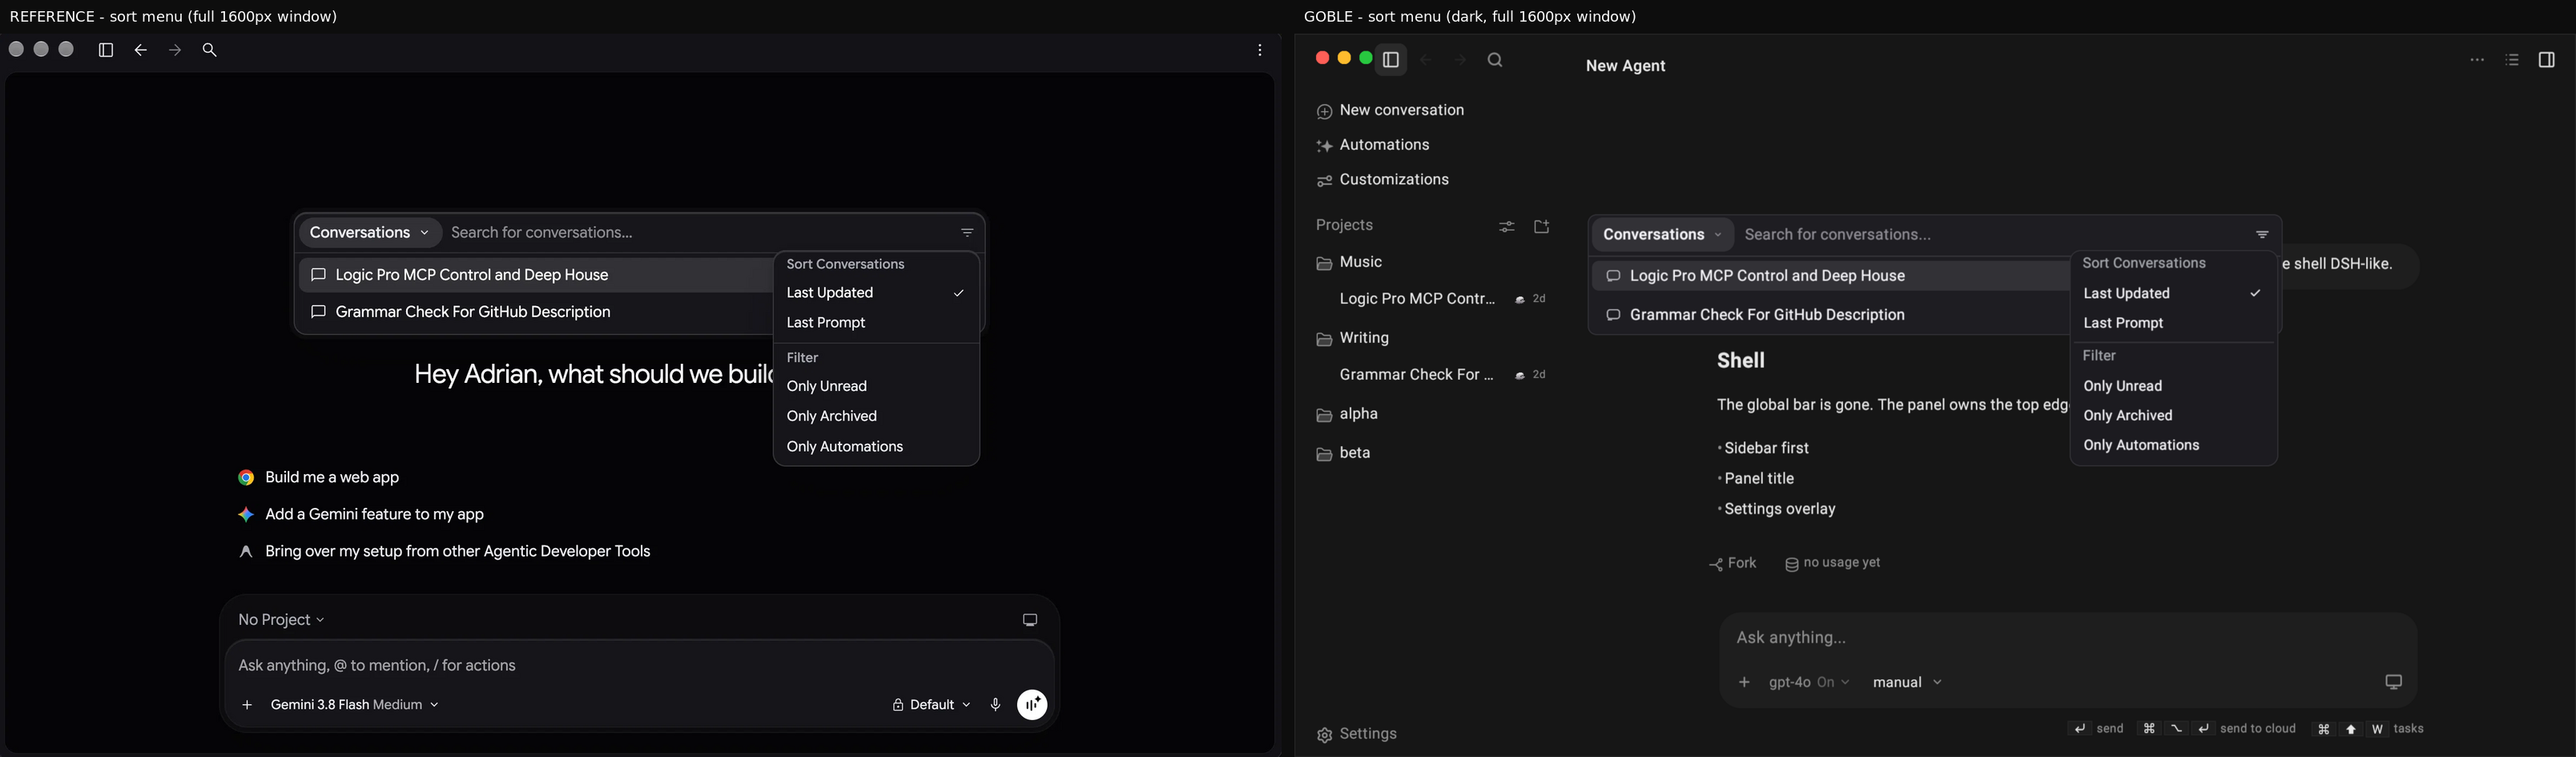 REFERENCE - sort menu (full 1600px window)
Conversations
Search for conversations...
Logic Pro MCP Control and Deep House
Grammar Check For GitHub Description
Sort Conversations
Last Updated
Last Prompt
Filter
Only Unread
Only Archived
Only Automations
Hey Adrian, what should we build
Build me a web app
Add a Gemini feature to my app
Bring over my setup from other Agentic Developer Tools
No Project
Ask anything, @ to mention, / for actions
+ Gemini 3.8 Flash Medium
Default
GOBLE - sort menu (dark, full 1600px window)
New Agent
New conversation
Automations
Customizations
Projects
Music
Logic Pro MCP Contr... 2d
Writing
Grammar Check For ... 2d
alpha
beta
Settings
Conversations
Search for conversations...
Logic Pro MCP Control and Deep House
Grammar Check For GitHub Description
Sort Conversations
Last Updated
Last Prompt
Filter
Only Unread
Only Archived
Only Automations
e shell DSH-like.
Shell
The global bar is gone. The panel owns the top edg
• Sidebar first
• Panel title
• Settings overlay
Fork
no usage yet
Ask anything...
+ gpt-4o On manual
↵ send ⌘ ⌥ ↵ send to cloud ⌘ ⬆ W tasks